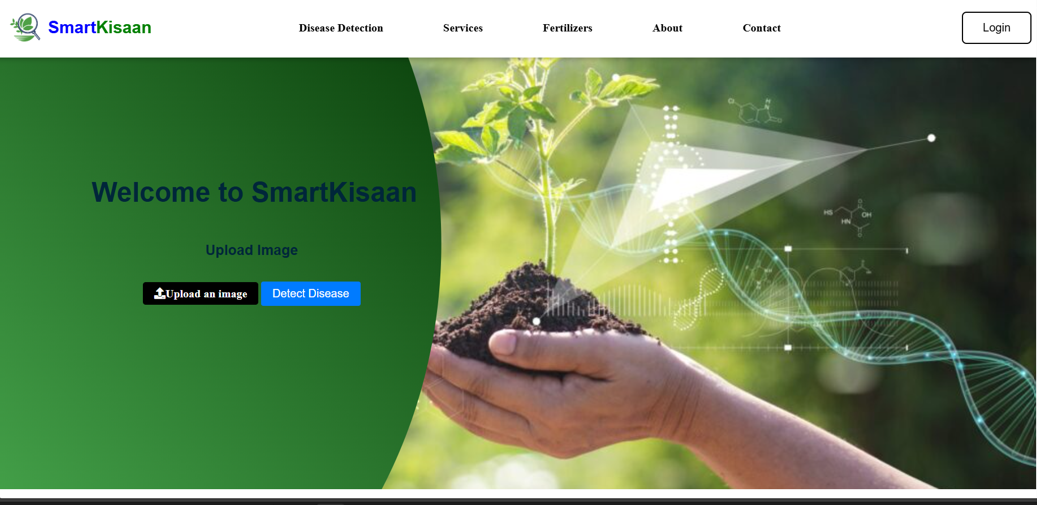 SmartKisaan
Disease Detection
Services
Fertilizers
About
Contact
Login
Welcome to SmartKisaan
Upload Image
Upload an image
Detect Disease
Cl
N
N
HS
O
OH
HN
O